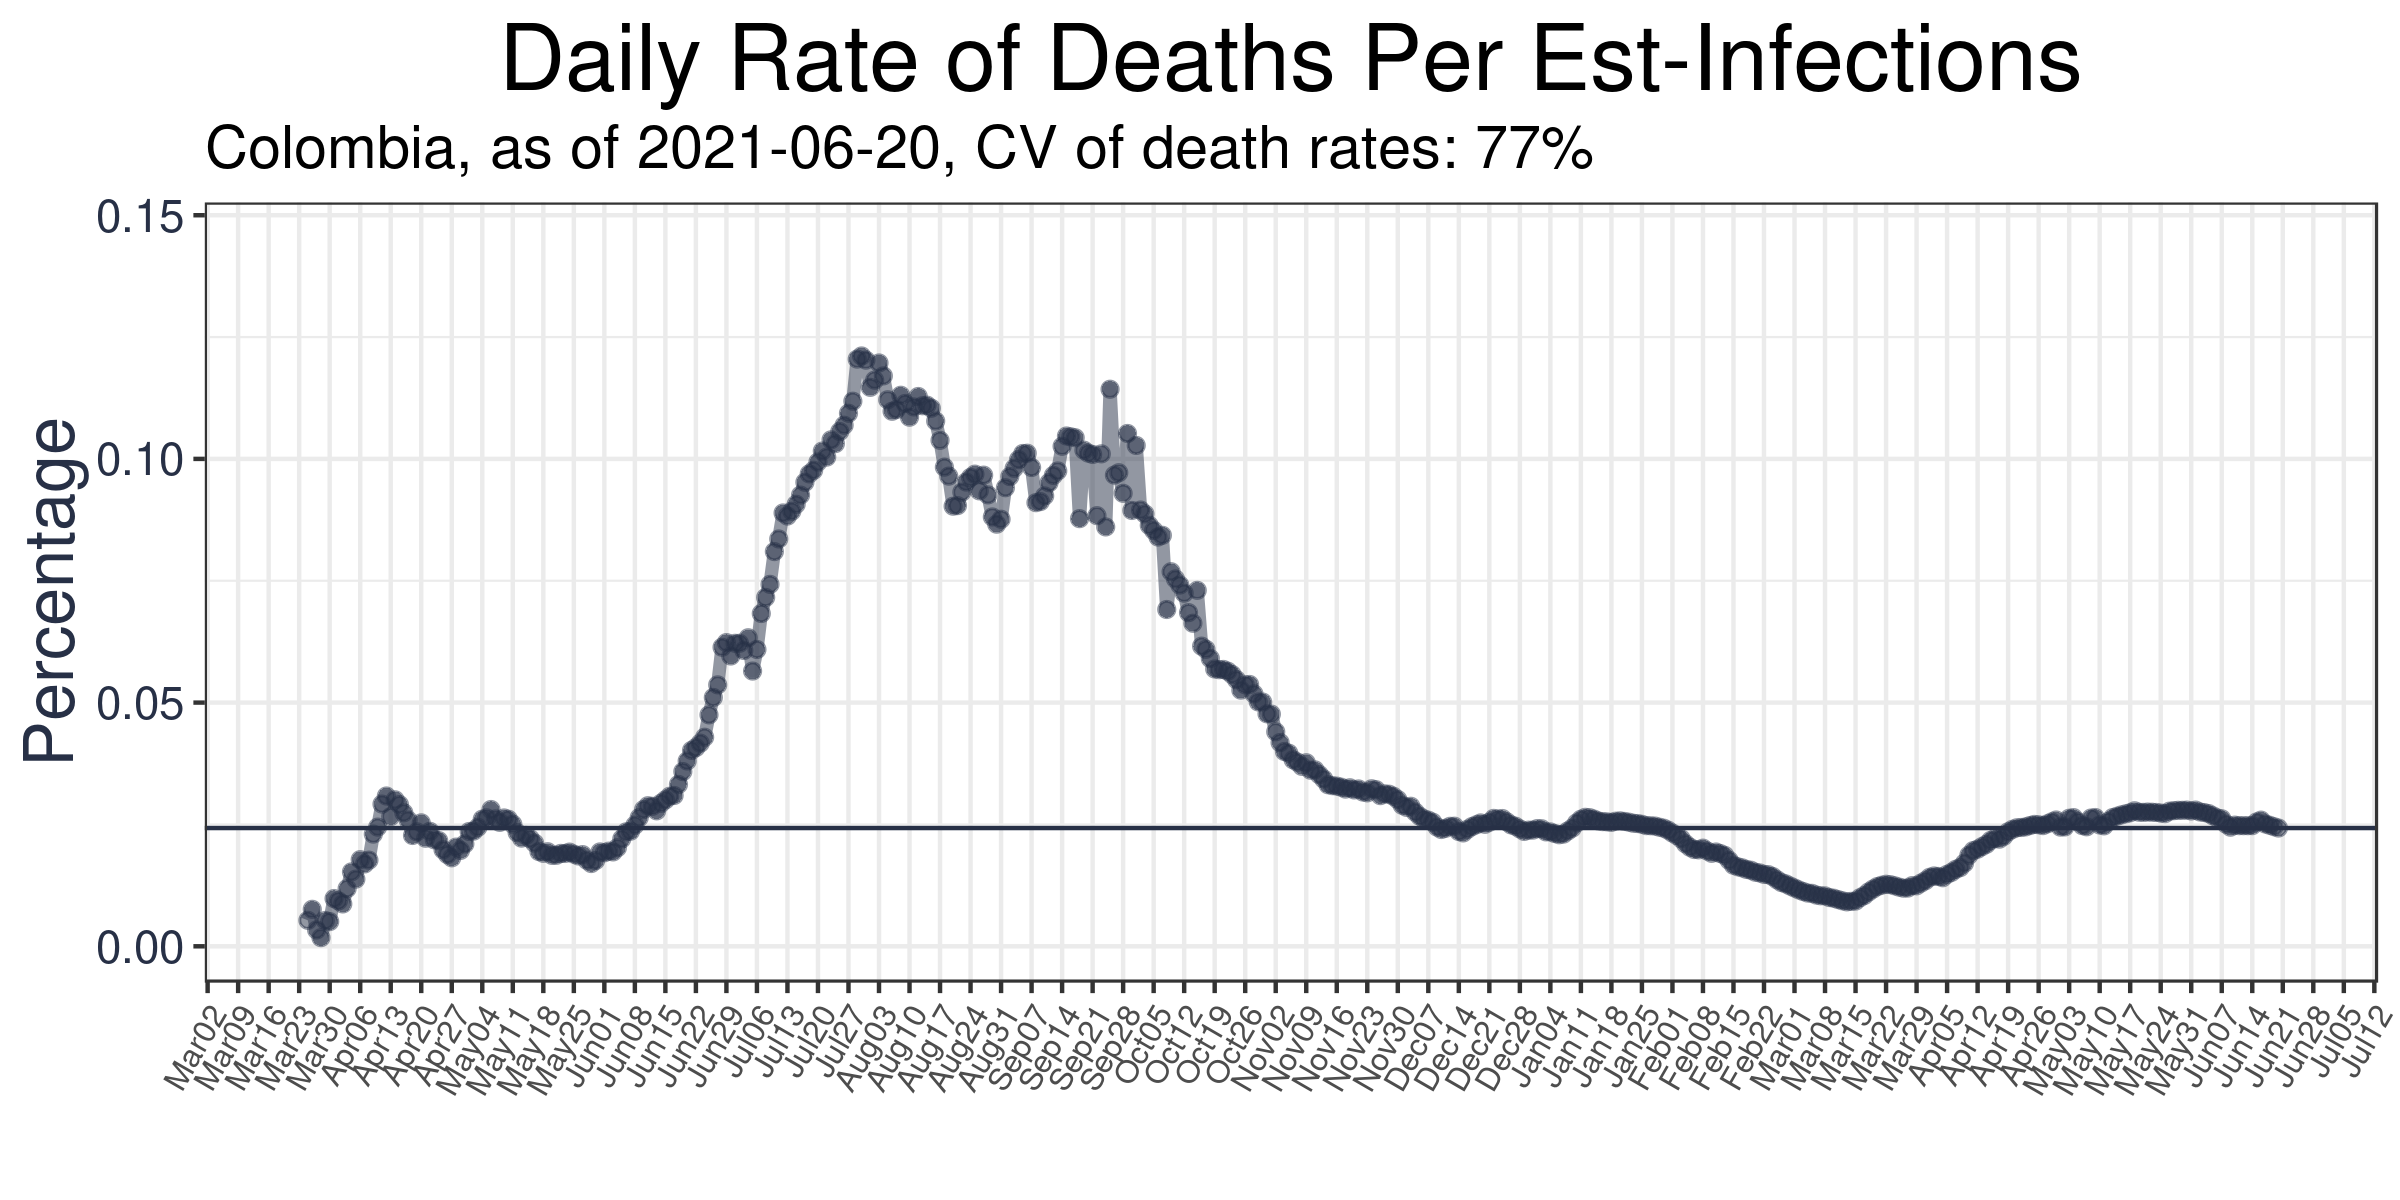 Daily Rate of Deaths Per Est-Infections
Colombia, as of 2021-06-20, CV of death rates: 77%
Percentage
0.15
0.10
0.05
0.00
Mar02 Mar09 Mar16 Mar23 Mar30 Apr06 Apr13 Apr20 Apr27 May04 May11 May18 May25 Jun01 Jun08 Jun15 Jun22 Jun29 Jul06 Jul13 Jul20 Jul27 Aug03 Aug10 Aug17 Aug24 Aug31 Sep07 Sep14 Sep21 Sep28 Oct05 Oct12 Oct19 Oct26 Nov02 Nov09 Nov16 Nov23 Nov30 Dec07 Dec14 Dec21 Dec28 Jan04 Jan11 Jan18 Jan25 Feb01 Feb08 Feb15 Feb22 Mar01 Mar08 Mar15 Mar22 Mar29 Apr05 Apr12 Apr19 Apr26 May03 May10 May17 May24 May31 Jun07 Jun14 Jun21 Jun28 Jul05 Jul12